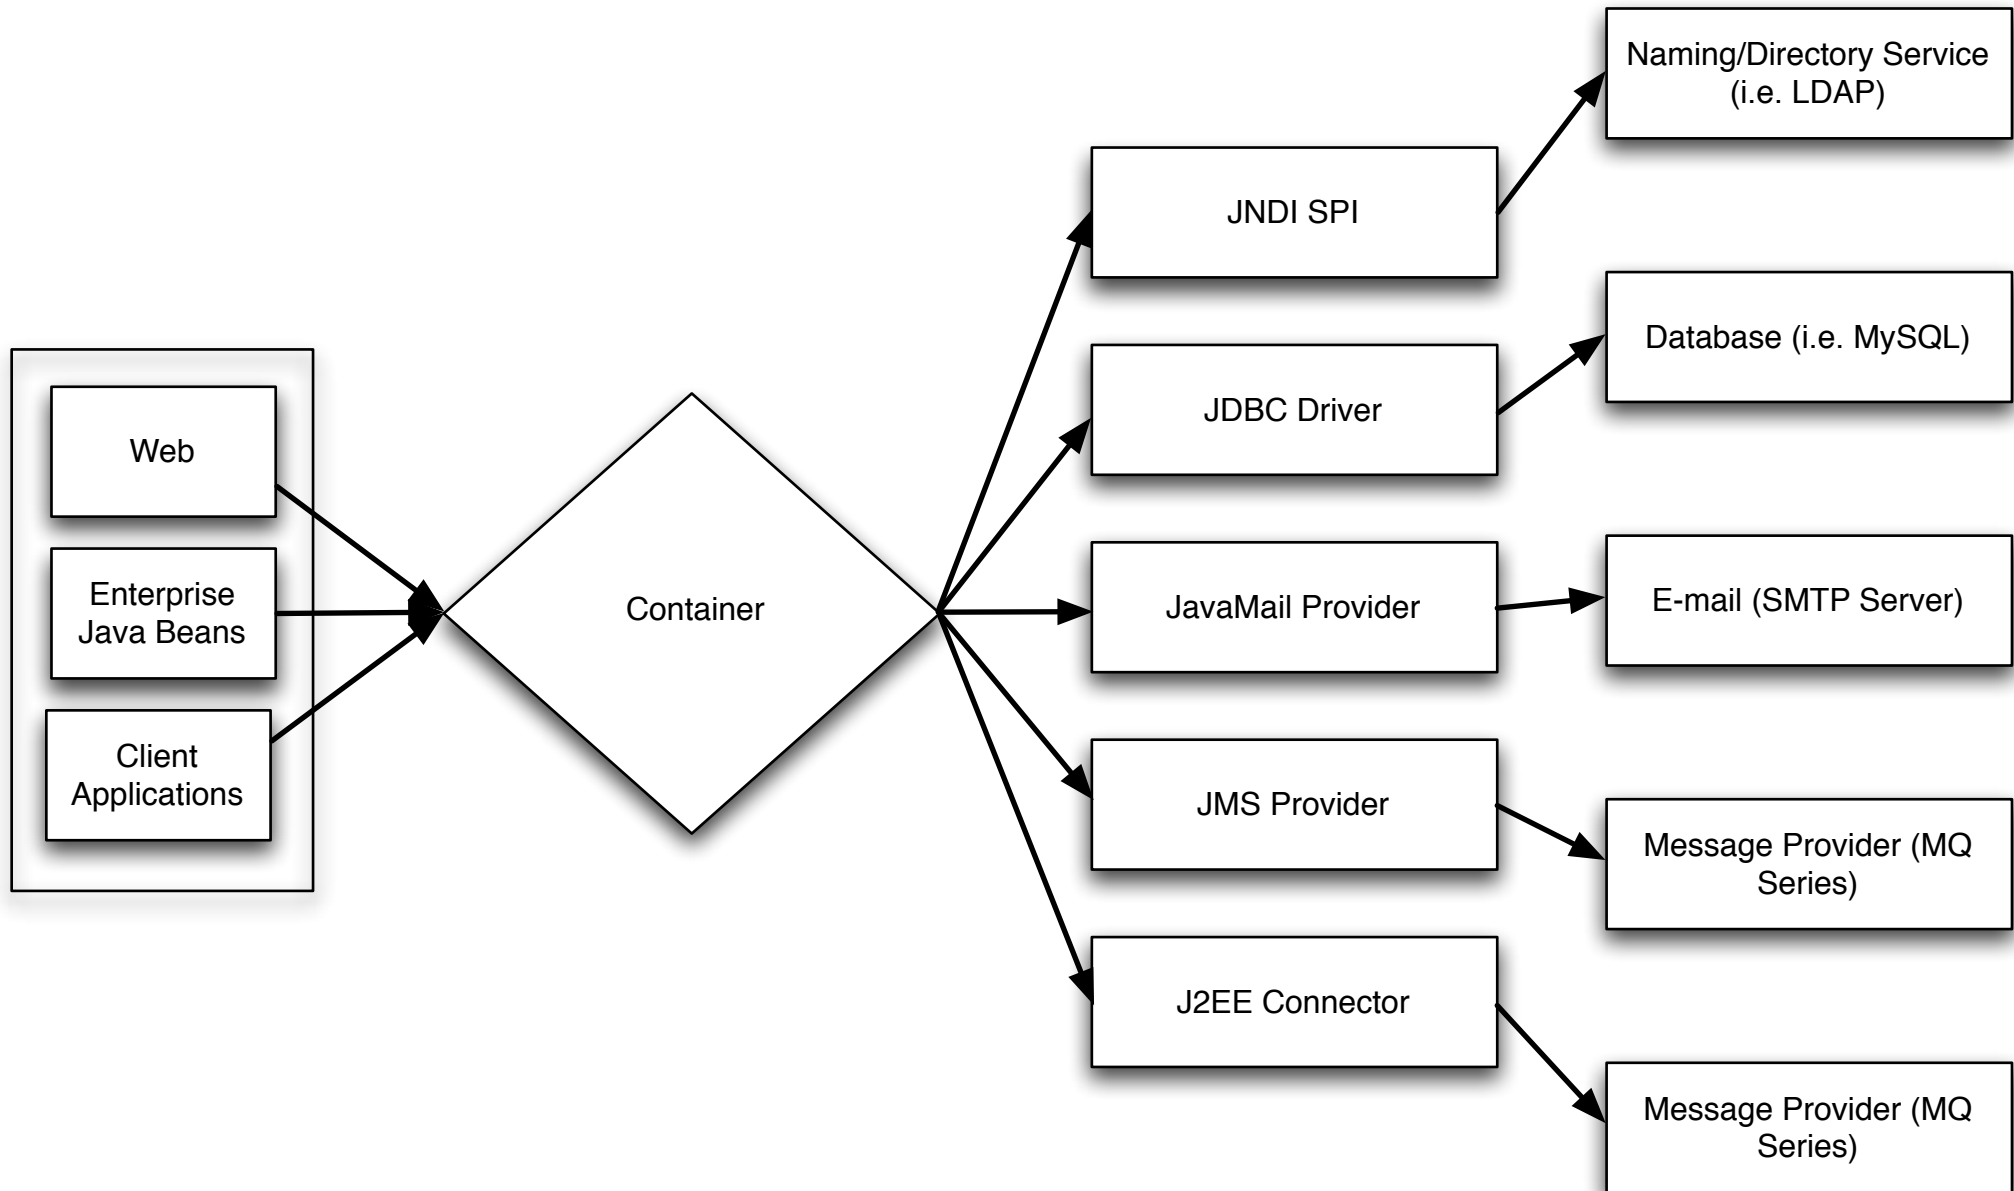 Web
Enterprise
Java Beans
Client
Applications
Container
JNDI SPI
JDBC Driver
JavaMail Provider
JMS Provider
J2EE Connector
Naming/Directory Service
(i.e. LDAP)
Database (i.e. MySQL)
E-mail (SMTP Server)
Message Provider (MQ
Series)
Message Provider (MQ
Series)